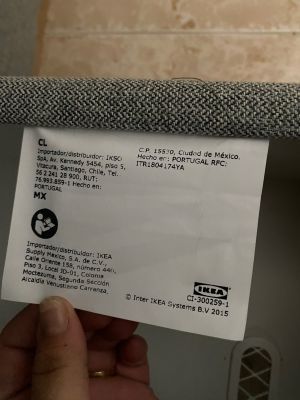 CL
Importador/distribuidor: IKSO
SpA, Av. Kennedy 5454, piso 5,
Vitacura, Santiago, Chile, Tel.
56 2 241 28 900, RUT:
76.993.859-1 Hecho en:
PORTUGAL
MX
Importador/distribuidor: IKEA
Supply Mexico, S.A. de C.V.,
Calle Oriente 158, número 440,
Piso 3, Local ID-01, Colonia
Moctezuma, Segunda Sección
Alcaldía Venustiano Carranza,
C.P. 15530, Ciudad de México.
Hecho en: PORTUGAL RFC:
ITR1804174YA
IKEA
CI-300259-1
© Inter IKEA Systems B.V 2015